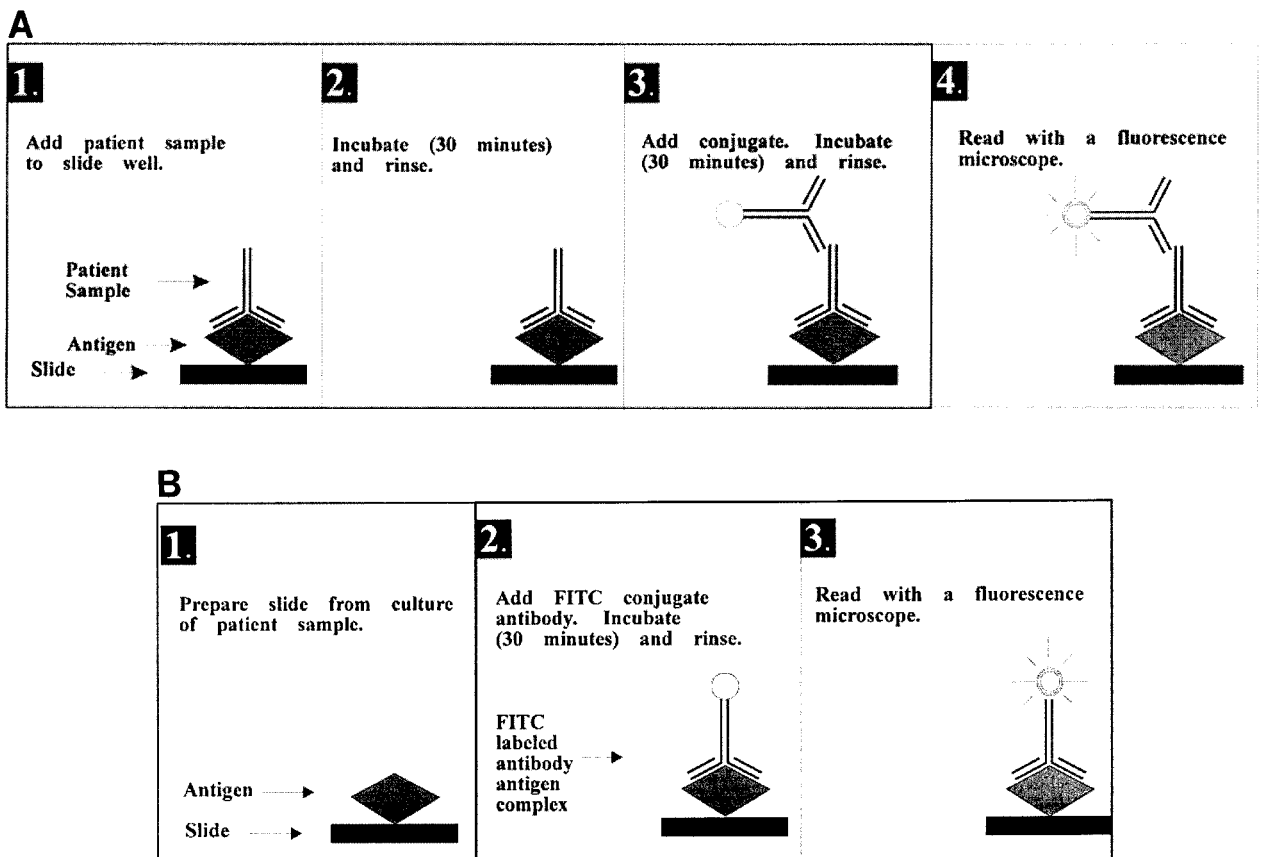 A
1.
Add patient sample
to slide well.
Patient
Sample
Antigen
Slide
2.
Incubate (30 minutes)
and rinse.
3.
Add conjugate. Incubate
(30 minutes) and rinse.
4.
Read with a fluorescence
microscope.
B
1.
Prepare slide from culture
of patient sample.
Antigen
Slide
2.
Add FITC conjugate
antibody. Incubate
(30 minutes) and rinse.
FITC
labeled
antibody
antigen
complex
3.
Read with a fluorescence
microscope.